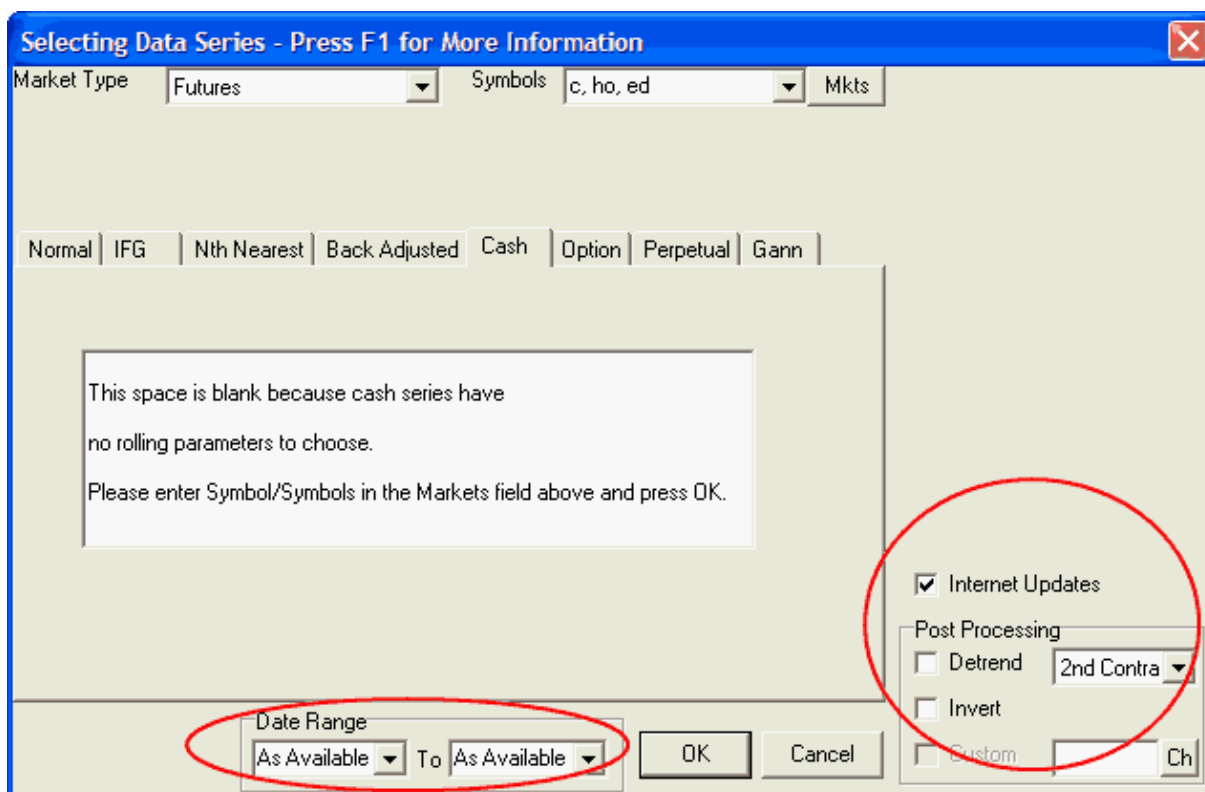 Selecting Data Series - Press F1 for More Information
Market Type Futures Symbols c, ho, ed Mkts
Normal IFG Nth Nearest Back Adjusted Cash Option Perpetual Gann
This space is blank because cash series have
no rolling parameters to choose.
Please enter Symbol/Symbols in the Markets field above and press OK.
Internet Updates
Post Processing
Detrend 2nd Contra
Invert
Custom Ch
Date Range
As Available To As Available OK Cancel